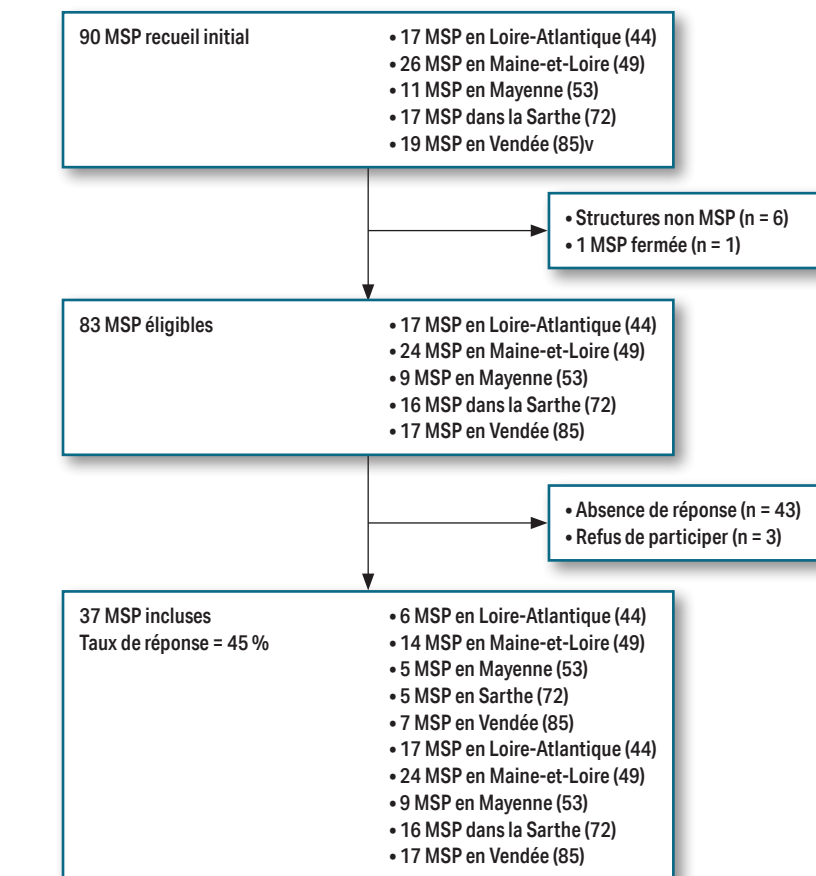 90 MSP recueil initial
• 17 MSP en Loire-Atlantique (44)
• 26 MSP en Maine-et-Loire (49)
• 11 MSP en Mayenne (53)
• 17 MSP dans la Sarthe (72)
• 19 MSP en Vendée (85)v
• Structures non MSP (n = 6)
• 1 MSP fermée (n = 1)
83 MSP éligibles
• 17 MSP en Loire-Atlantique (44)
• 24 MSP en Maine-et-Loire (49)
• 9 MSP en Mayenne (53)
• 16 MSP dans la Sarthe (72)
• 17 MSP en Vendée (85)
• Absence de réponse (n = 43)
• Refus de participer (n = 3)
37 MSP incluses
Taux de réponse = 45 %
• 6 MSP en Loire-Atlantique (44)
• 14 MSP en Maine-et-Loire (49)
• 5 MSP en Mayenne (53)
• 5 MSP en Sarthe (72)
• 7 MSP en Vendée (85)
• 17 MSP en Loire-Atlantique (44)
• 24 MSP en Maine-et-Loire (49)
• 9 MSP en Mayenne (53)
• 16 MSP dans la Sarthe (72)
• 17 MSP en Vendée (85)